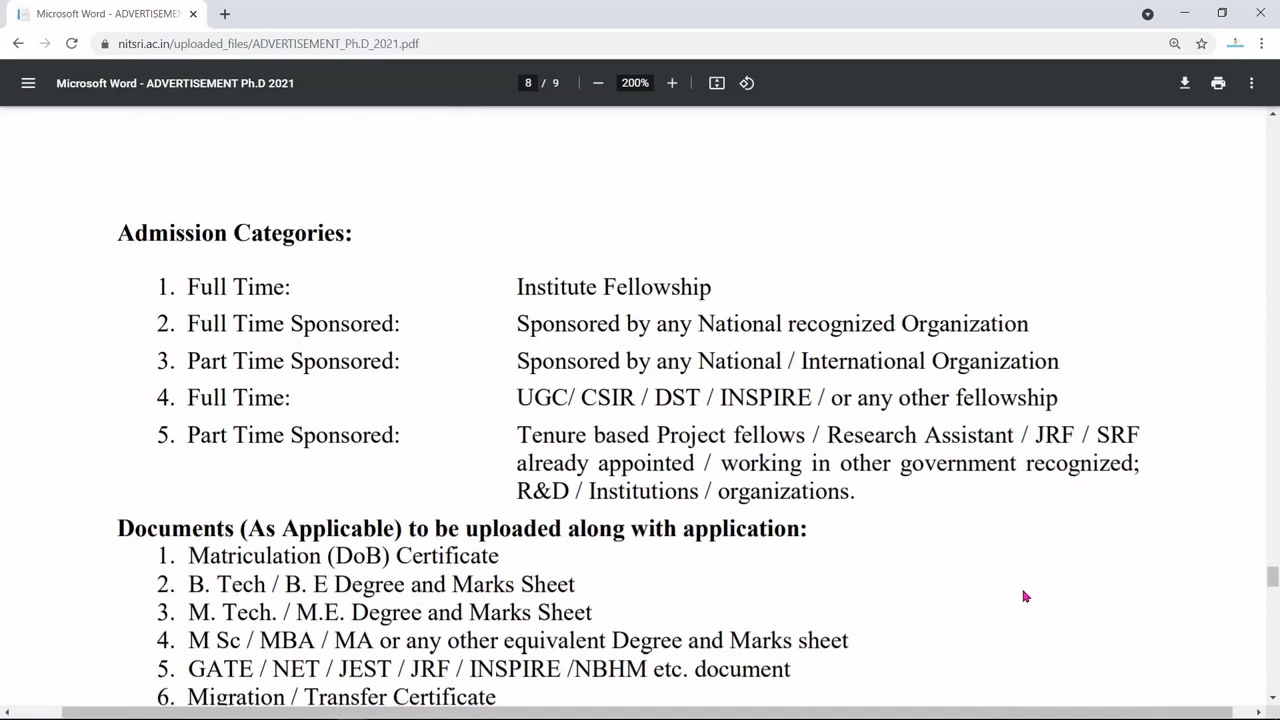 Microsoft Word - ADVERTISEMEN
nitsri.ac.in/uploaded_files/ADVERTISEMENT_Ph.D_2021.pdf
Microsoft Word - ADVERTISEMENT Ph.D 2021
8 / 9
200%
Admission Categories:
1. Full Time: Institute Fellowship
2. Full Time Sponsored: Sponsored by any National recognized Organization
3. Part Time Sponsored: Sponsored by any National / International Organization
4. Full Time: UGC/ CSIR / DST / INSPIRE / or any other fellowship
5. Part Time Sponsored: Tenure based Project fellows / Research Assistant / JRF / SRF
already appointed / working in other government recognized;
R&D / Institutions / organizations.
Documents (As Applicable) to be uploaded along with application:
1. Matriculation (DoB) Certificate
2. B. Tech / B. E Degree and Marks Sheet
3. M. Tech. / M.E. Degree and Marks Sheet
4. M Sc / MBA / MA or any other equivalent Degree and Marks sheet
5. GATE / NET / JEST / JRF / INSPIRE /NBHM etc. document
6. Migration / Transfer Certificate